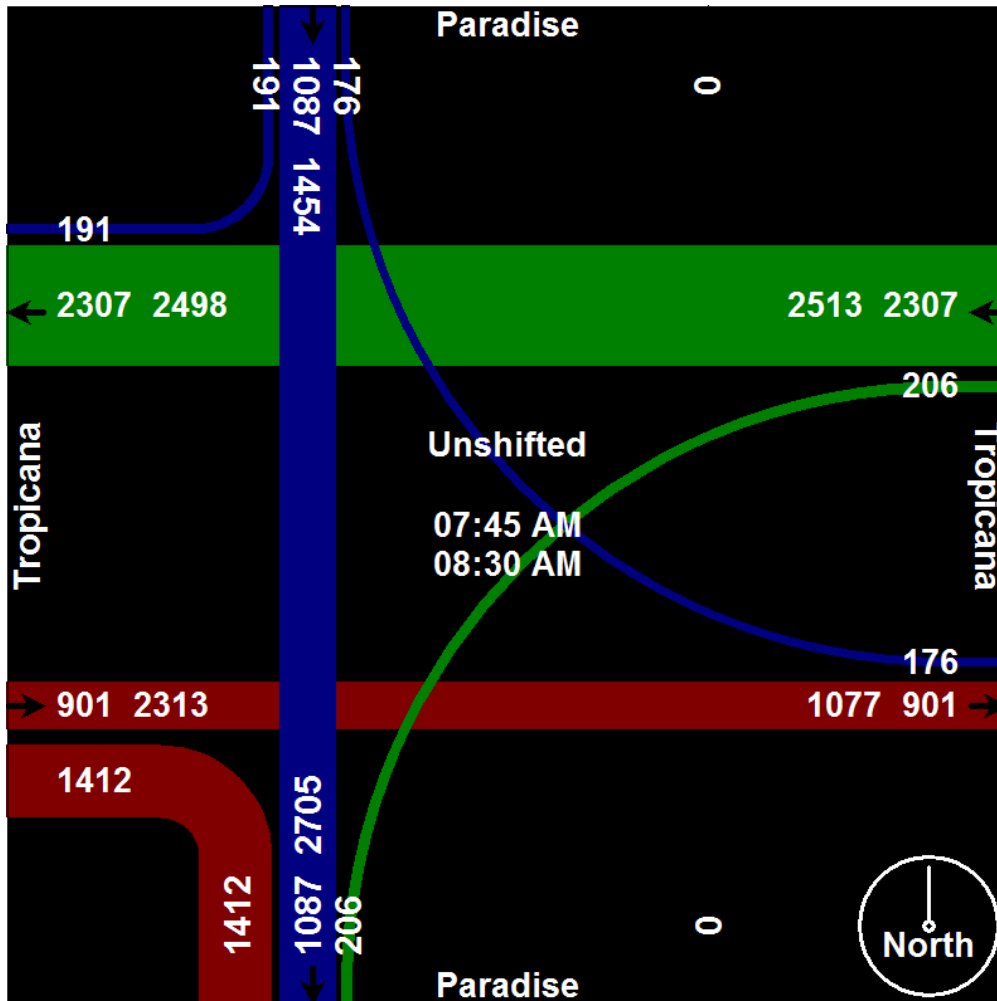 Paradise
191
1087 1454
176
0
191
2307 2498
2513 2307
206
Tropicana
Unshifted
Tropicana
07:45 AM
08:30 AM
176
901 2313
1077 901
1412
1412
1087 2705
206
0
North
Paradise